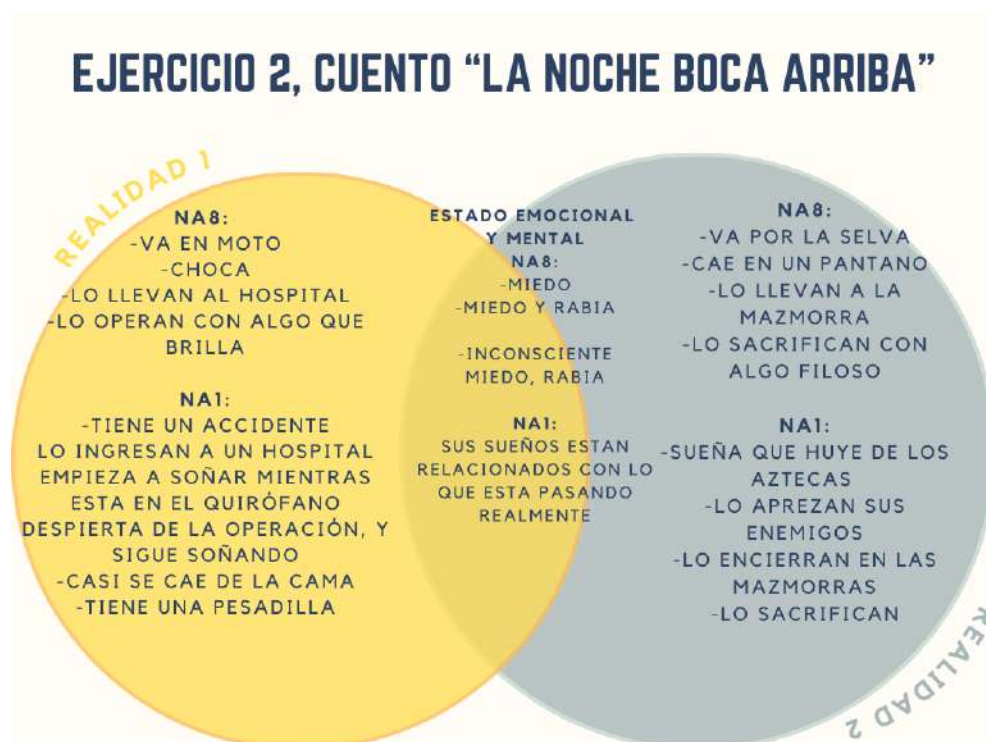 EJERCICIO 2, CUENTO “LA NOCHE BOCA ARRIBA”
REALIDAD 1
NA8:
-VA EN MOTO
-CHOCA
-LO LLEVAN AL HOSPITAL
-LO OPERAN CON ALGO QUE
BRILLA
NA1:
-TIENE UN ACCIDENTE
LO INGRESAN A UN HOSPITAL
EMPIEZA A SOÑAR MIENTRAS
ESTA EN EL QUIRÓFANO
DESPIERTA DE LA OPERACIÓN, Y
SIGUE SOÑANDO
-CASI SE CAE DE LA CAMA
-TIENE UNA PESADILLA
ESTADO EMOCIONAL
Y MENTAL
NA8:
-MIEDO
-MIEDO Y RABIA
-INCONSCIENTE
MIEDO, RABIA
NA1:
SUS SUEÑOS ESTAN
RELACIONADOS CON LO
QUE ESTA PASANDO
REALMENTE
NA8:
-VA POR LA SELVA
-CAE EN UN PANTANO
-LO LLEVAN A LA
MAZMORRA
-LO SACRIFICAN CON
ALGO FILOSO
NA1:
-SUEÑA QUE HUYE DE LOS
AZTECAS
-LO APREZAN SUS
ENEMIGOS
-LO ENCIERRAN EN LAS
MAZMORRAS
-LO SACRIFICAN
REALIDAD 2